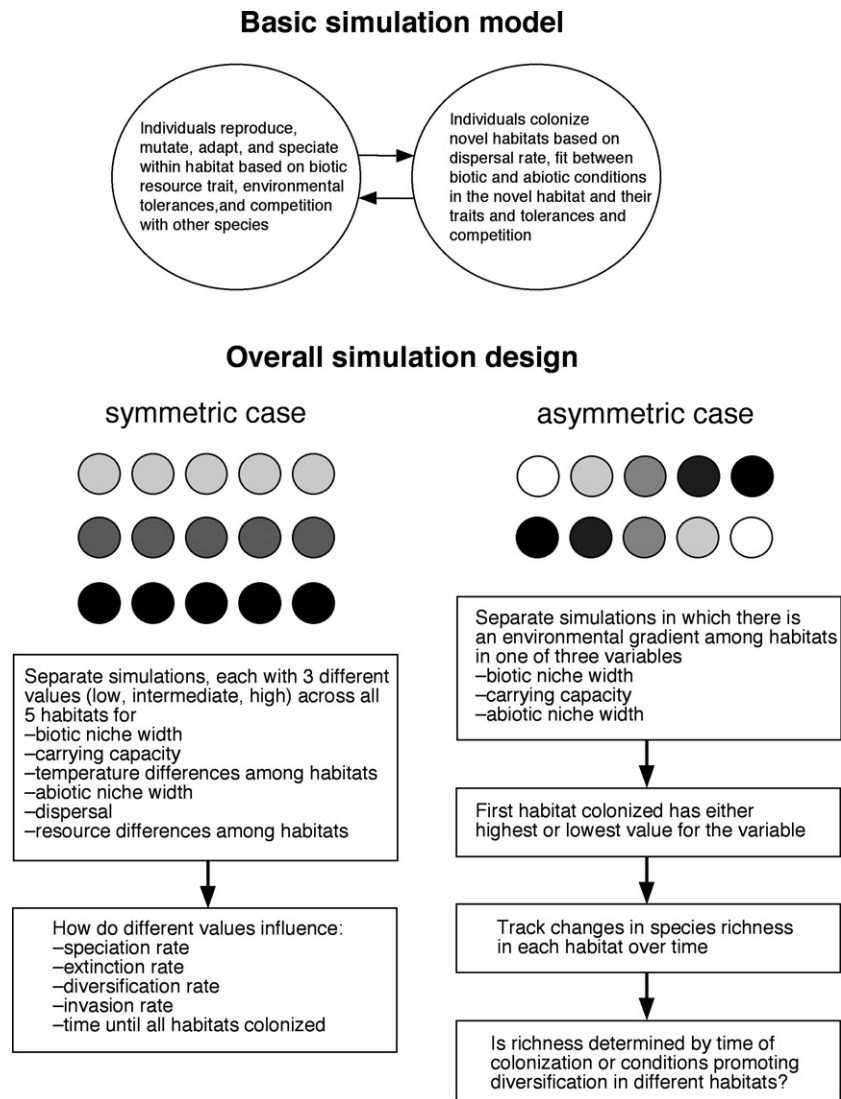 Basic simulation model
Individuals reproduce,
mutate, adapt, and speciate
within habitat based on biotic
resource trait, environmental
tolerances,and competition
with other species
Individuals colonize
novel habitats based on
dispersal rate, fit between
biotic and abiotic conditions
in the novel habitat and their
traits and tolerances and
competition
Overall simulation design
symmetric case
Separate simulations, each with 3 different
values (low, intermediate, high) across all
5 habitats for
–biotic niche width
–carrying capacity
–temperature differences among habitats
–abiotic niche width
–dispersal
–resource differences among habitats
How do different values influence:
–speciation rate
–extinction rate
–diversification rate
–invasion rate
–time until all habitats colonized
asymmetric case
Separate simulations in which there is
an environmental gradient among habitats
in one of three variables
–biotic niche width
–carrying capacity
–abiotic niche width
First habitat colonized has either
highest or lowest value for the variable
Track changes in species richness
in each habitat over time
Is richness determined by time of
colonization or conditions promoting
diversification in different habitats?